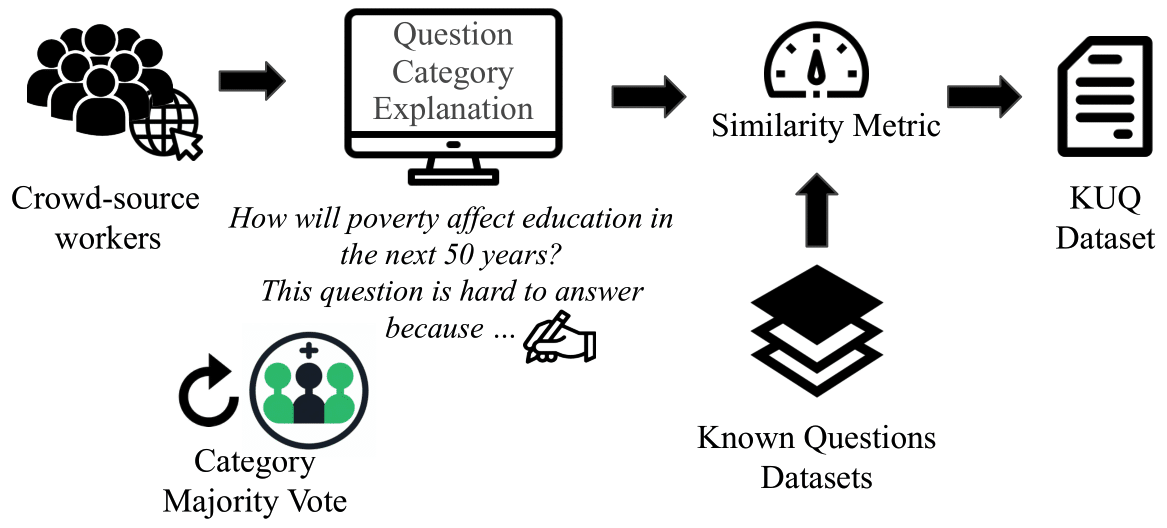 Question
Category
Explanation
Similarity Metric
Crowd-source
workers
How will poverty affect education in
the next 50 years?
This question is hard to answer
because ...
KUQ
Dataset
Known Questions
Datasets
Category
Majority Vote